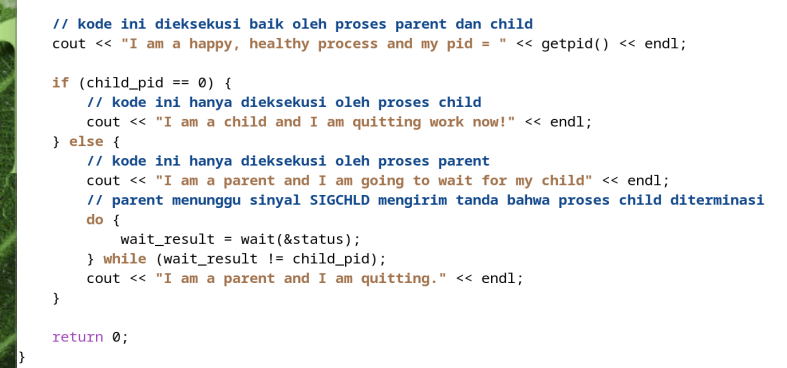 // kode ini dieksekusi baik oleh proses parent dan child
cout << "I am a happy, healthy process and my pid = " << getpid() << endl;
if (child_pid == 0) {
// kode ini hanya dieksekusi oleh proses child
cout << "I am a child and I am quitting work now!" << endl;
} else {
// kode ini hanya dieksekusi oleh proses parent
cout << "I am a parent and I am going to wait for my child" << endl;
// parent menunggu sinyal SIGCHLD mengirim tanda bahwa proses child diterminasi
do {
wait_result = wait(&status);
} while (wait_result != child_pid);
cout << "I am a parent and I am quitting." << endl;
}
return 0;
}